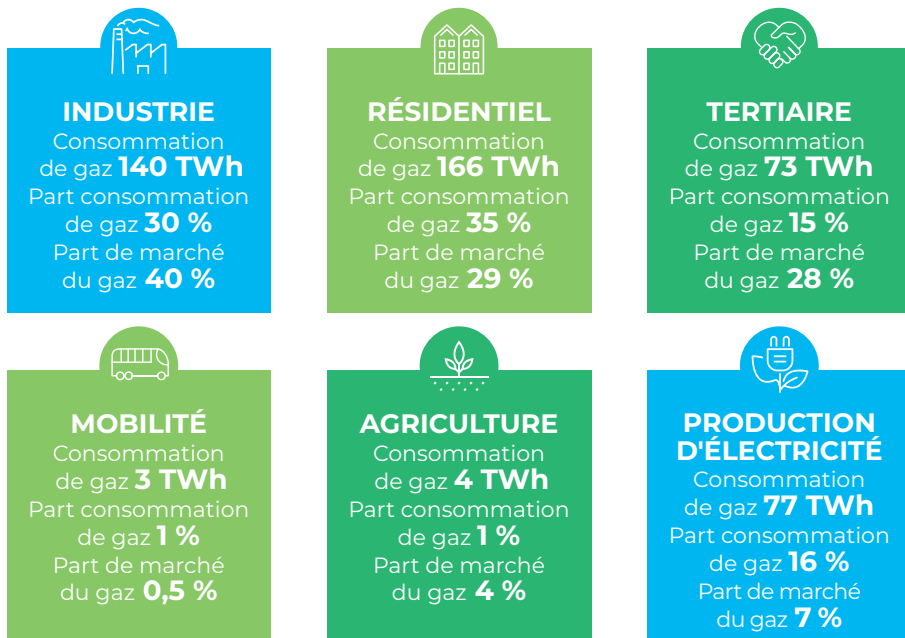 INDUSTRIE
Consommation
de gaz 140 TWh
Part consommation
de gaz 30 %
Part de marché
du gaz 40 %
RÉSIDENTIEL
Consommation
de gaz 166 TWh
Part consommation
de gaz 35 %
Part de marché
du gaz 29 %
TERTIAIRE
Consommation
de gaz 73 TWh
Part consommation
de gaz 15 %
Part de marché
du gaz 28 %
MOBILITÉ
Consommation
de gaz 3 TWh
Part consommation
de gaz 1 %
Part de marché
du gaz 0,5 %
AGRICULTURE
Consommation
de gaz 4 TWh
Part consommation
de gaz 1 %
Part de marché
du gaz 4 %
PRODUCTION
D'ÉLECTRICITÉ
Consommation
de gaz 77 TWh
Part consommation
de gaz 16 %
Part de marché
du gaz 7 %